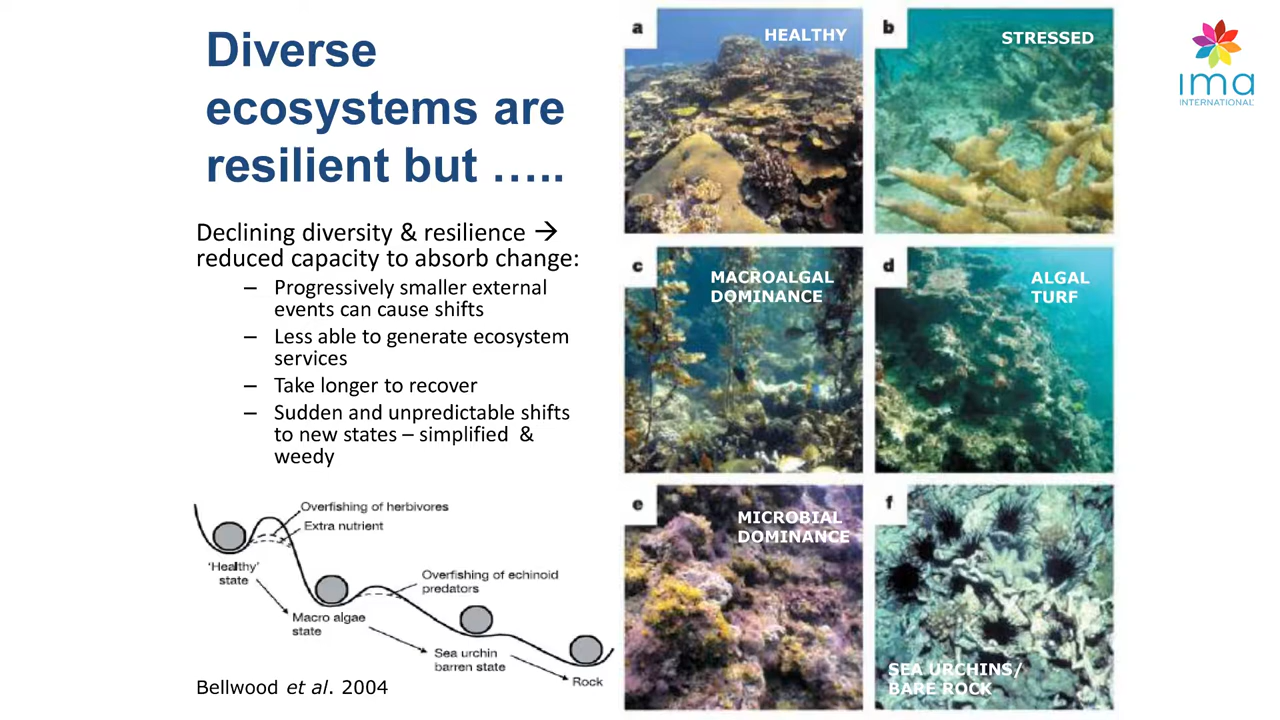 Diverse
ecosystems are
resilient but …..
Declining diversity & resilience →
reduced capacity to absorb change:
– Progressively smaller external
events can cause shifts
– Less able to generate ecosystem
services
– Take longer to recover
– Sudden and unpredictable shifts
to new states – simplified &
weedy
Overfishing of herbivores
Extra nutrient
'Healthy'
state
Overfishing of echinoid
predators
Macro algae
state
Sea urchin
barren state
Rock
Bellwood et al. 2004
a
HEALTHY
b
STRESSED
c
MACROALGAL
DOMINANCE
d
ALGAL
TURF
e
MICROBIAL
DOMINANCE
f
SEA URCHINS/
BARE ROCK
ima
INTERNATIONAL